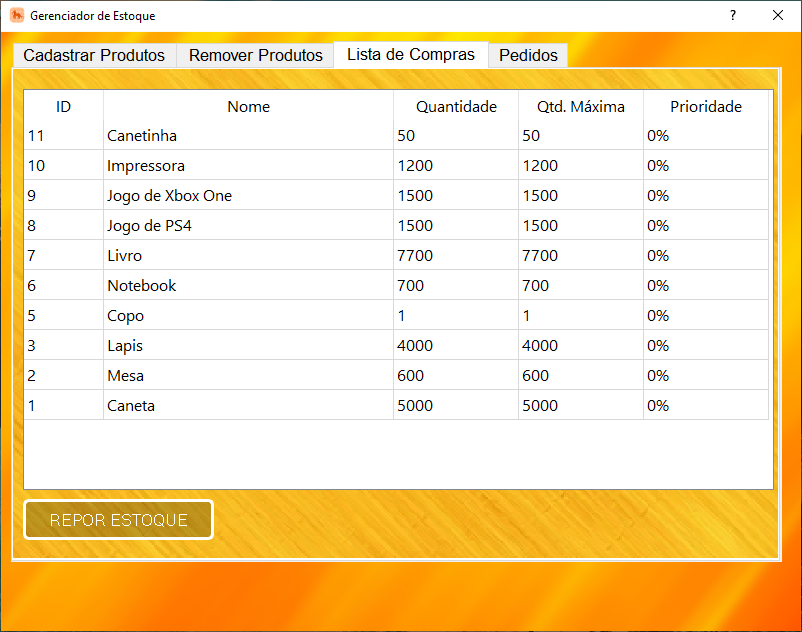 Gerenciador de Estoque ?
Cadastrar Produtos Remover Produtos Lista de Compras Pedidos
ID Nome Quantidade Qtd. Máxima Prioridade
11 Canetinha 50 50 0%
10 Impressora 1200 1200 0%
9 Jogo de Xbox One 1500 1500 0%
8 Jogo de PS4 1500 1500 0%
7 Livro 7700 7700 0%
6 Notebook 700 700 0%
5 Copo 1 1 0%
3 Lapis 4000 4000 0%
2 Mesa 600 600 0%
1 Caneta 5000 5000 0%
REPOR ESTOQUE